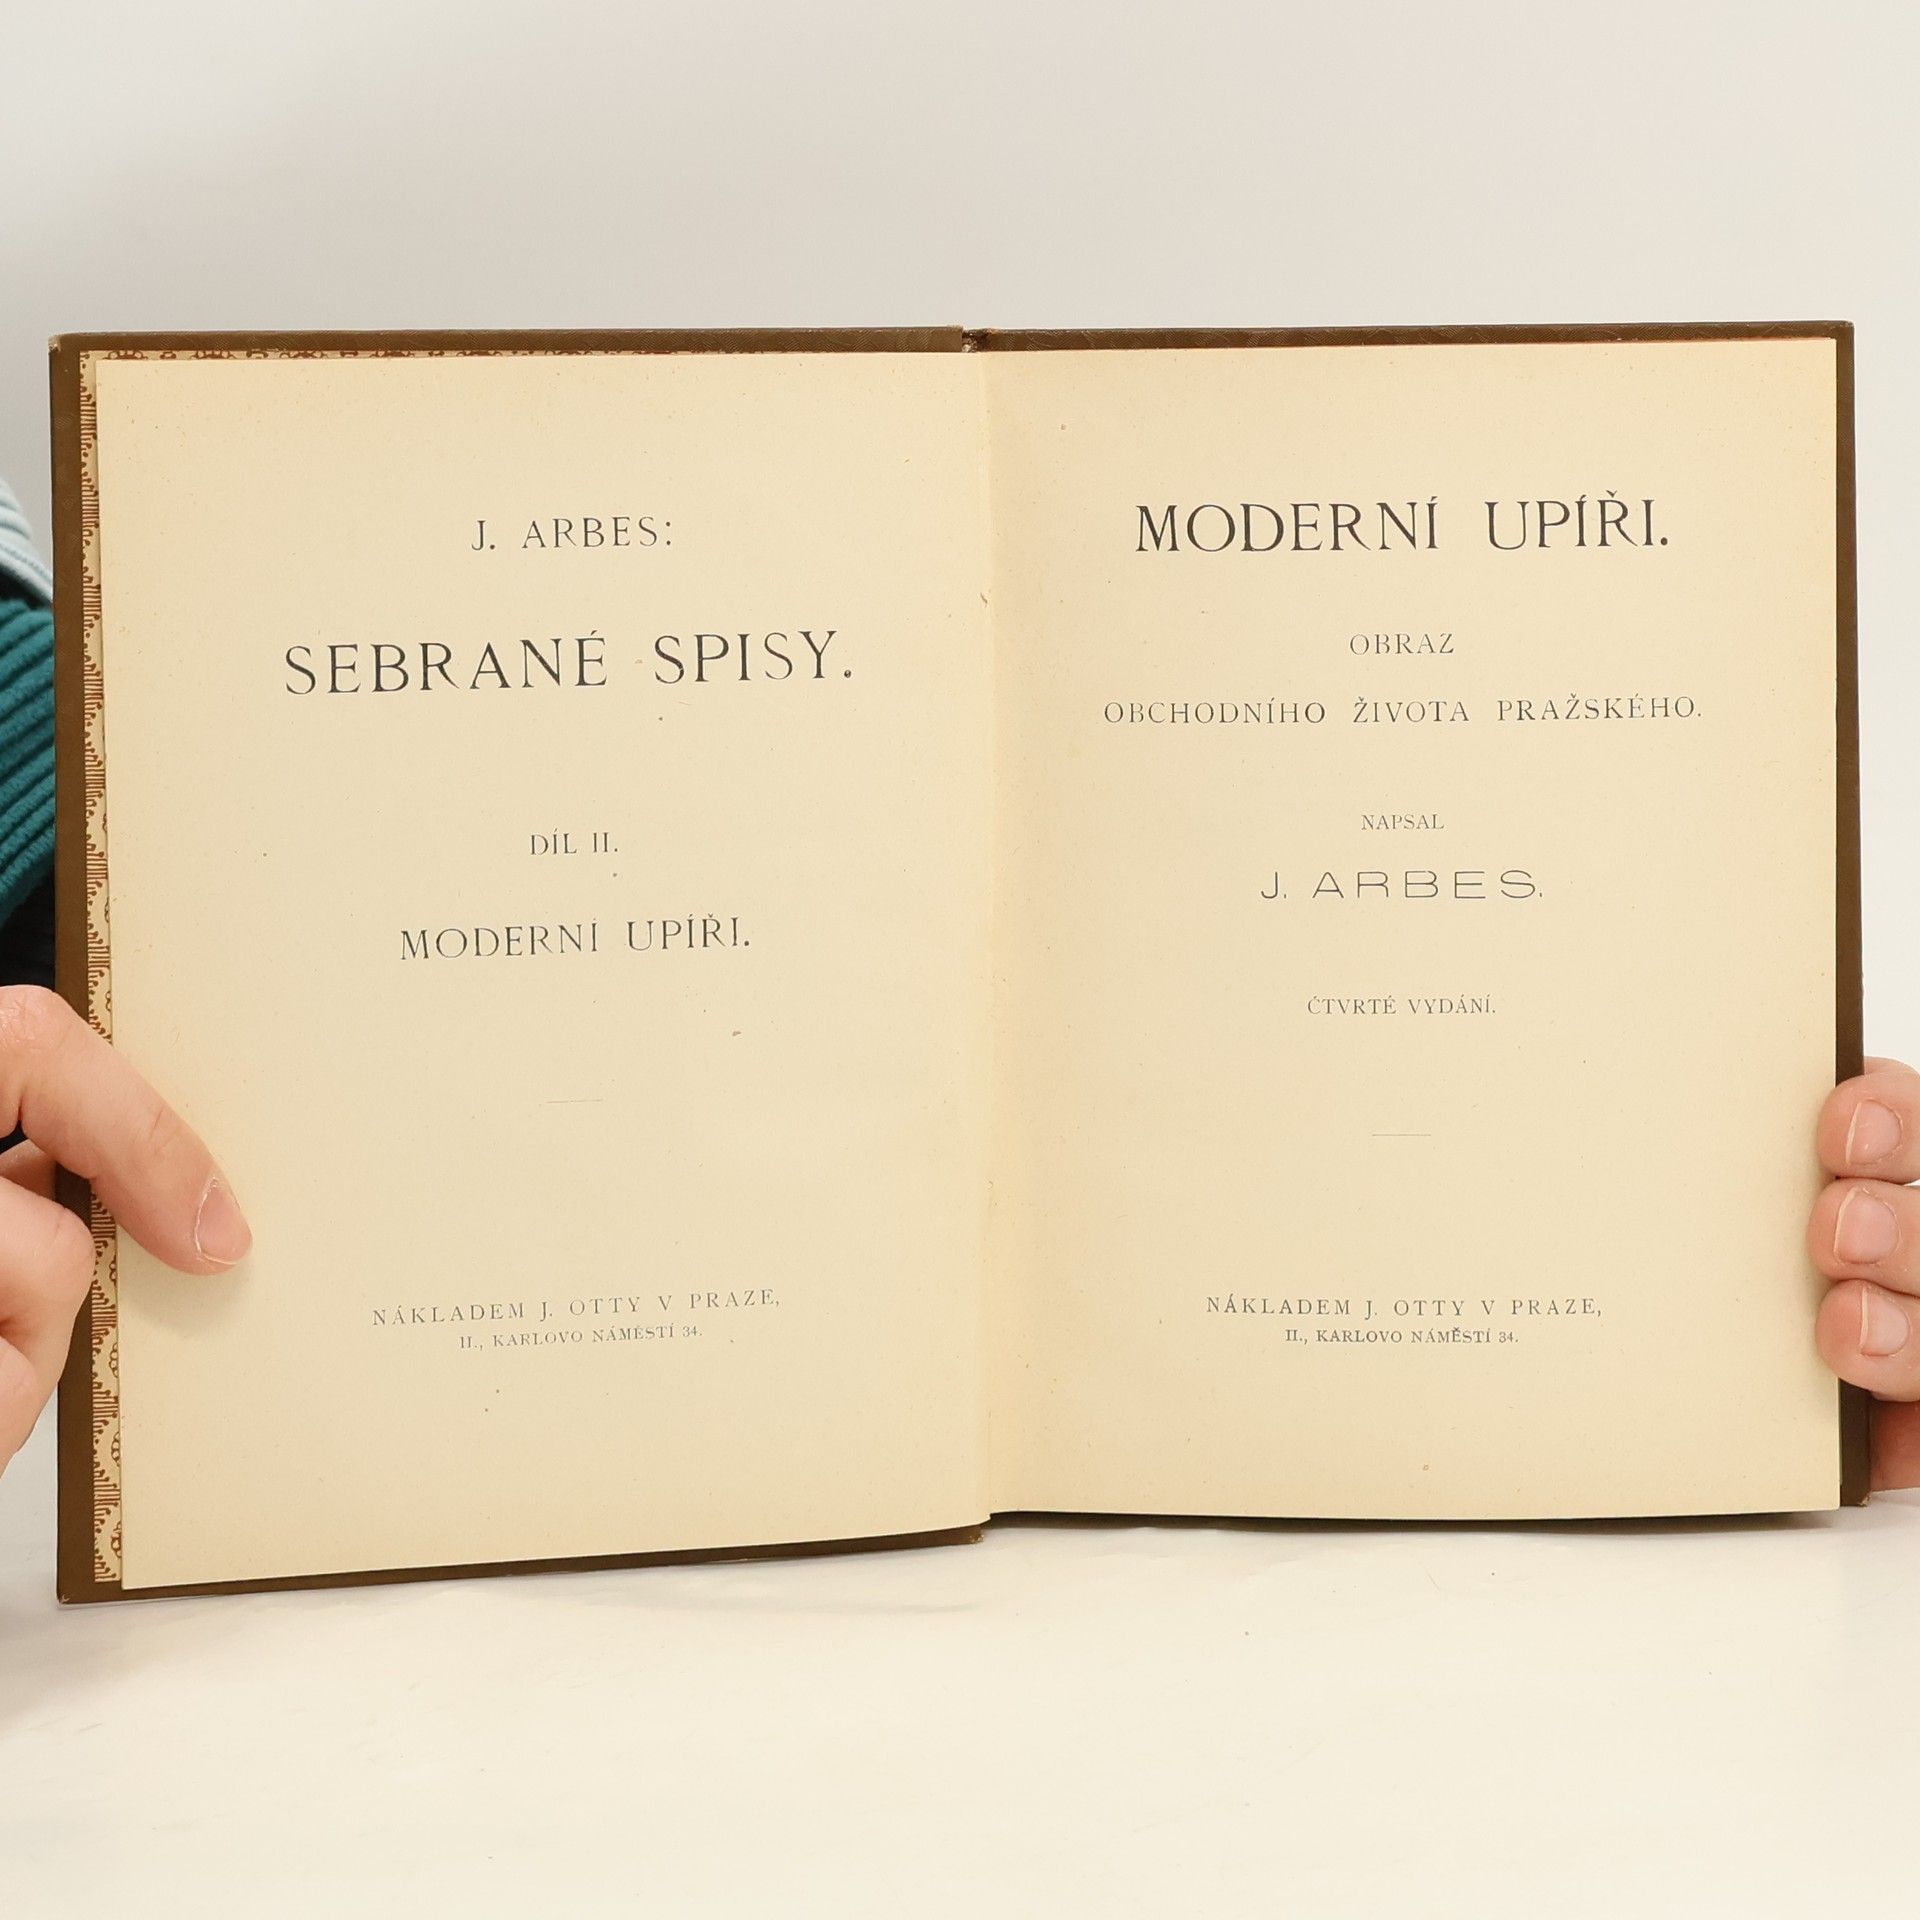 J. ARBES:
SEBRANÉ SPISY.
DÍL II.
MODERNÍ UPÍŘI.
NÁKLADEM J. OTTY V PRAZE,
II., KARLOVO NÁMĚSTÍ 34.
MODERNÍ UPÍŘI.
OBRAZ
OBCHODNÍHO ŽIVOTA PRAŽSKÉHO.
NAPSAL
J. ARBES.
ČTVRTÉ VYDÁNÍ.
NÁKLADEM J. OTTY V PRAZE,
II., KARLOVO NÁMĚSTÍ 34.